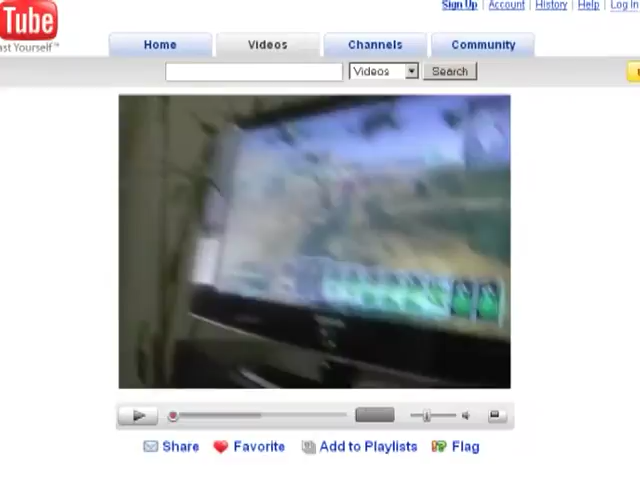 Sign Up | Account | History | Help | Log In
Tube
ast Yourself™
Home Videos Channels Community
Videos Search
Share Favorite Add to Playlists Flag